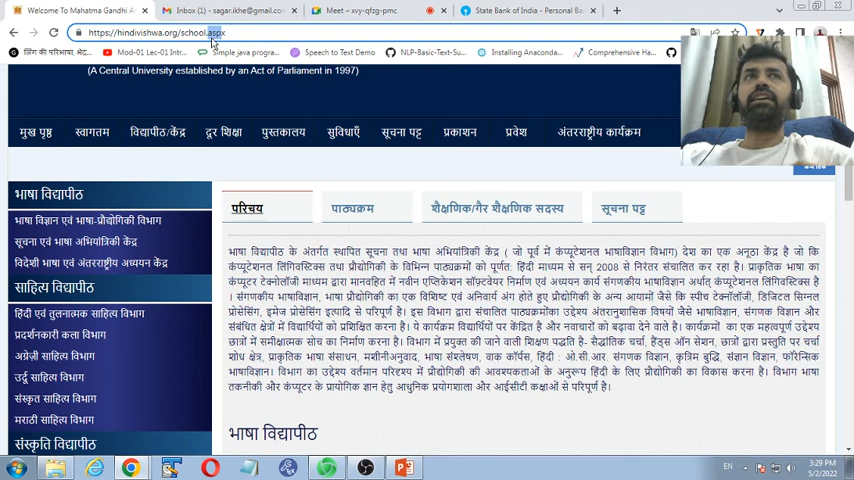 Welcome To Mahatma Gandhi A
Inbox (1) - sagar.ikhe@gmail.com
Meet – xvy-qfzg-pmc
State Bank of India - Personal Ban
https://hindivishwa.org/school.aspx
लिंग की परिभाषा, भे
Mod-01 Lec-01 Intr...
Simple java progra...
Speech to Text Demo
NLP-Basic-Text-Su...
Installing Anaconda...
Comprehensive Ha...
(A Central University established by an Act of Parliament in 1997)
मुख पृष्ठ स्वागतम विद्यापीठ/केंद्र दूर शिक्षा पुस्तकालय सुविधाएँ सूचना पट्ट प्रकाशन प्रवेश अंतरराष्ट्रीय कार्यक्रम
भाषा विद्यापीठ
भाषा विज्ञान एवं भाषा-प्रौद्योगिकी विभाग
सूचना एवं भाषा अभियांत्रिकी केंद्र
विदेशी भाषा एवं अंतरराष्ट्रीय अध्ययन केंद्र
साहित्य विद्यापीठ
हिंदी एवं तुलनात्मक साहित्य विभाग
प्रदर्शनकारी कला विभाग
अंग्रेज़ी साहित्य विभाग
उर्दू साहित्य विभाग
संस्कृत साहित्य विभाग
मराठी साहित्य विभाग
संस्कृति विद्यापीठ
परिचय पाठ्यक्रम शैक्षणिक/गैर शैक्षणिक सदस्य सूचना पट्ट
भाषा विद्यापीठ के अंतर्गत स्थापित सूचना तथा भाषा अभियांत्रिकी केंद्र ( जो पूर्व में कंप्यूटेशनल भाषाविज्ञान विभाग) देश का एक अनूठा केंद्र है जो कि
कंप्यूटेशनल लिंगविस्टिक्स तथा प्रौद्योगिकी के विभिन्न पाठ्यक्रमों को पूर्णत: हिंदी माध्यम से सन् 2008 से निरंतर संचालित कर रहा है। प्राकृतिक भाषा का
कंप्यूटर टेक्नोलॉजी माध्यम द्वारा मानवहित में नवीन एप्लिकेशन सॉफ़्टवेयर निर्माण एवं अध्ययन कार्य संगणकीय भाषाविज्ञान अर्थात् कंप्यूटेशनल लिंगविस्टिक्स है
। संगणकीय भाषाविज्ञान, भाषा प्रौद्योगिकी का एक विशिष्ट एवं अनिवार्य अंग होते हुए प्रौद्योगिकी के अन्य आयामों जैसे कि स्पीच टेक्नॉलॉजी, डिजिटल सिग्नल
प्रोसेसिंग, इमेज प्रोसेसिंग इत्यादि से परिपूर्ण है। इस विभाग द्वारा संचालित पाठ्यक्रमोंका उद्देश्य अंतरानुशासिक विषयों जैसे भाषाविज्ञान, संगणक विज्ञान और
संबंधित क्षेत्रों में विद्यार्थियों को प्रशिक्षित करना है। ये कार्यक्रम विद्यार्थियों पर केंद्रित है और नवाचारों को बढ़ावा देने वाले है। कार्यक्रमों का एक महत्वपूर्ण उद्देश्य
छात्रों में समीक्षात्मक सोच का निर्माण करना है। विभाग में प्रयुक्त की जाने वाली शिक्षण पद्धति है- सैद्धांतिक चर्चा, हैंड्स ऑन सेशन, छात्रों द्वारा प्रस्तुति पर चर्चा
शोध क्षेत्र, प्राकृतिक भाषा संसाधन, मशीनीअनुवाद, भाषा संश्लेषण, वाक कॉर्पस, हिंदी : ओ.सी.आर. संगणक विज्ञान, कृत्रिम बुद्धि, संज्ञान विज्ञान, फॉरेन्सिक
भाषाविज्ञान। विभाग का उद्देश्य वर्तमान परिदृश्य में प्रौद्योगिकी की आवश्यकताओं के अनुरूप हिंदी के लिए प्रौद्योगिकी का विकास करना है। विभाग भाषा
तकनीकी और कंप्यूटर के प्रायोगिक ज्ञान हेतु आधुनिक प्रयोगशाला और आईसीटी कक्षाओं से परिपूर्ण है।
भाषा विद्यापीठ
EN
3:29 PM
5/2/2022